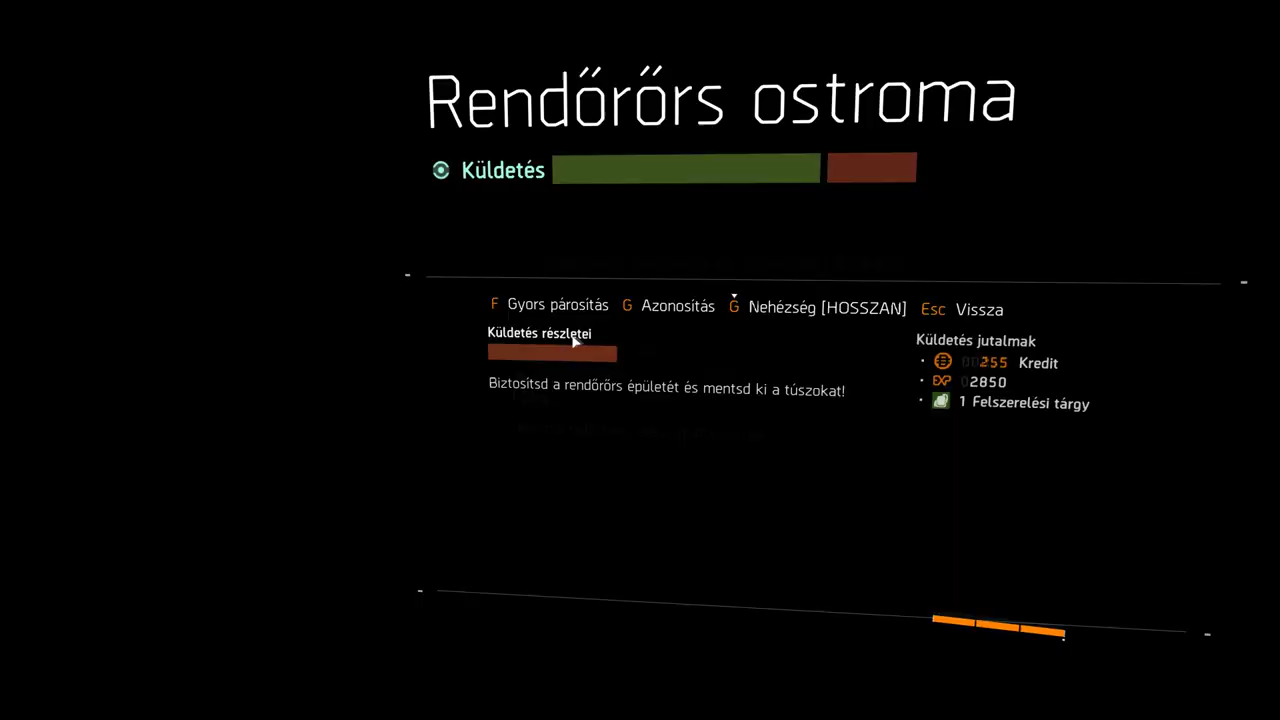 Rendőrőrs ostroma
Küldetés
F Gyors párosítás G Azonosítás G Nehézség [HOSSZAN] Esc Vissza
Küldetés részletei
Biztosítsd a rendőrőrs épületét és mentsd ki a túszokat!
Küldetés jutalmak
255 Kredit
EXP 2850
1 Felszerelési tárgy